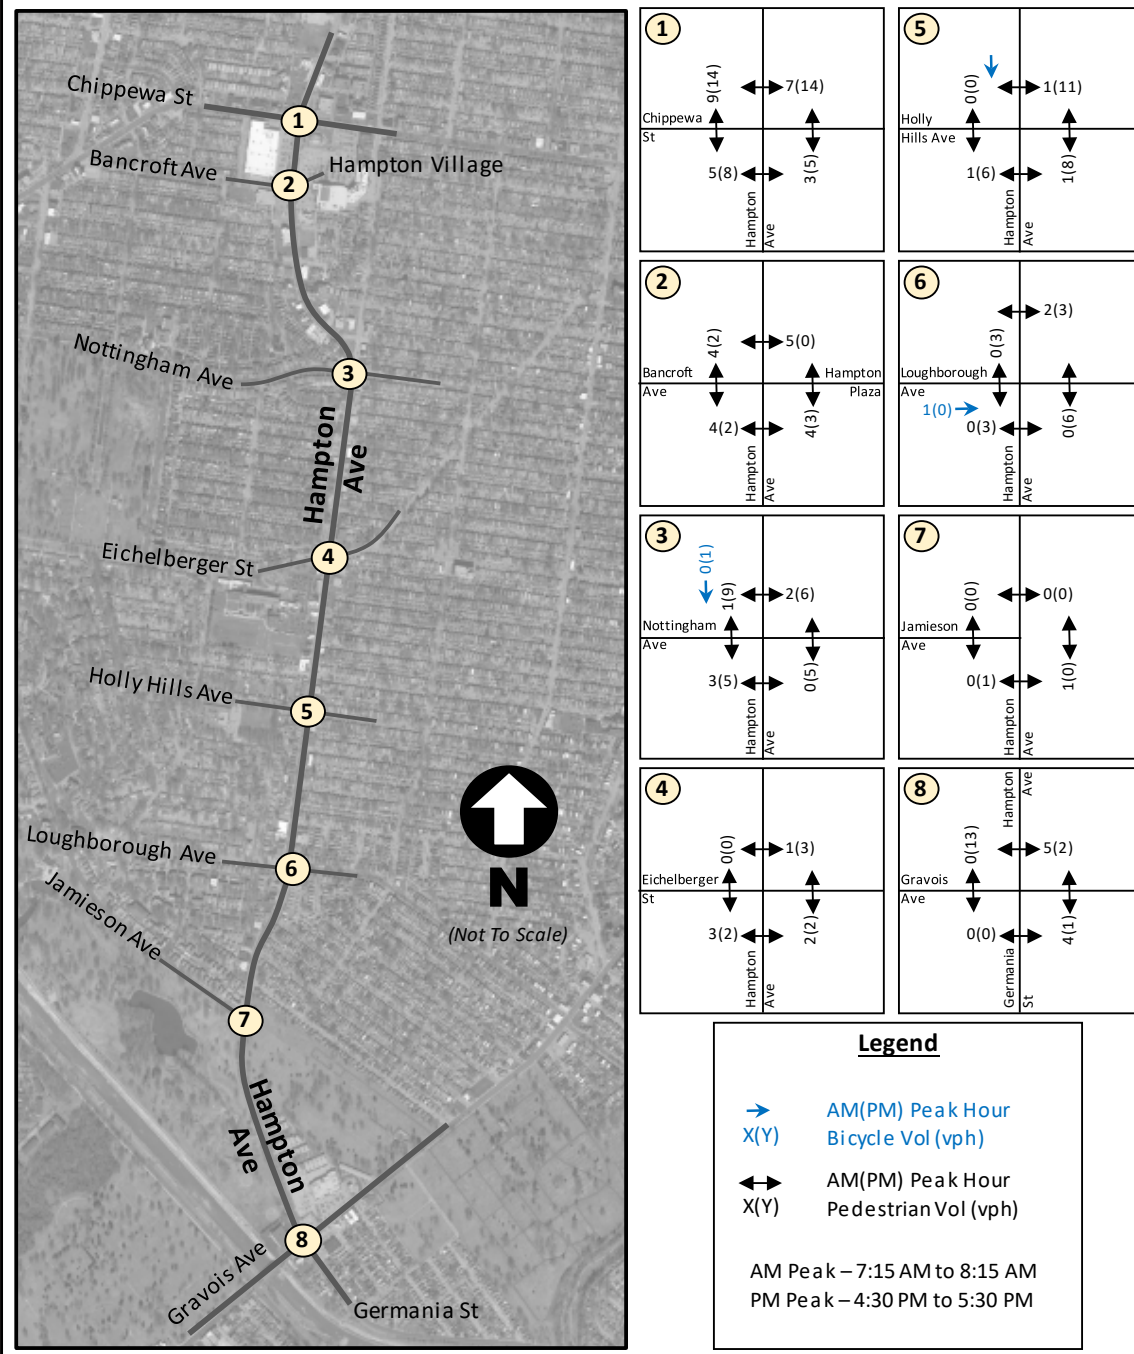 Chippewa St
1
Bancroft Ave
2
Hampton Village
Nottingham Ave
3
Hampton
Ave
Eichelberger St
4
Holly Hills Ave
5
Loughborough Ave
6
N
(Not To Scale)
Jamieson Ave
7
Hampton
Ave
8
Gravois Ave
Germania St
1
9(14)
7(14)
Chippewa
St
5(8)
3(5)
Hampton
Ave
5
0(0)
1(11)
Holly
Hills Ave
1(6)
1(8)
Hampton
Ave
2
4(2)
5(0)
Bancroft
Ave
Hampton
Plaza
4(2)
4(3)
Hampton
Ave
6
2(3)
0(3)
Loughborough
Ave
1(0)
0(3)
0(6)
Hampton
Ave
3
0(1)
1(9)
2(6)
Nottingham
Ave
3(5)
0(5)
Hampton
Ave
7
0(0)
0(0)
Jamieson
Ave
0(1)
1(0)
Hampton
Ave
4
0(0)
1(3)
Eichelberger
St
3(2)
2(2)
Hampton
Ave
8
Hampton
Ave
0(13)
5(2)
Gravois
Ave
0(0)
4(1)
Germania
St
Legend
AM(PM) Peak Hour
X(Y) Bicycle Vol (vph)
AM(PM) Peak Hour
X(Y) Pedestrian Vol (vph)
AM Peak – 7:15 AM to 8:15 AM
PM Peak – 4:30 PM to 5:30 PM